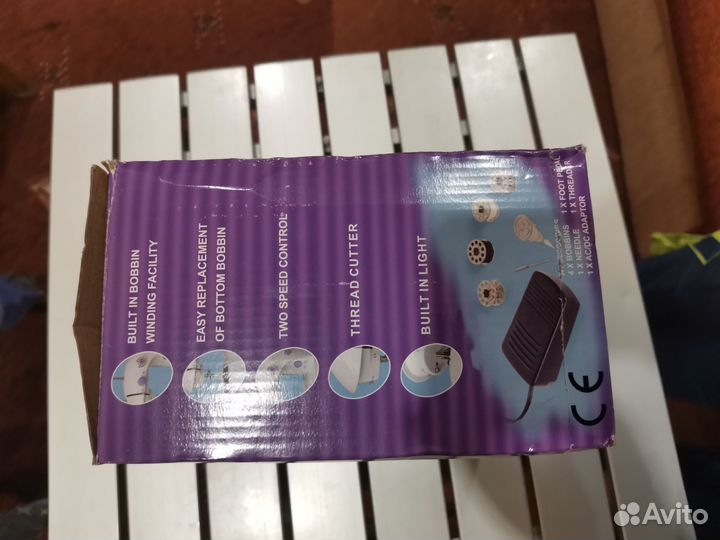 BUILT IN BOBBIN
WINDING FACILITY
EASY REPLACEMENT
OF BOTTOM BOBBIN
TWO SPEED CONTROL
THREAD CUTTER
BUILT IN LIGHT
4 X BOBBINS
1 X NEEDLE
1 X AC/DC ADAPTOR
1 X FOOT PEDAL
1 X THREADER
CE
Avito